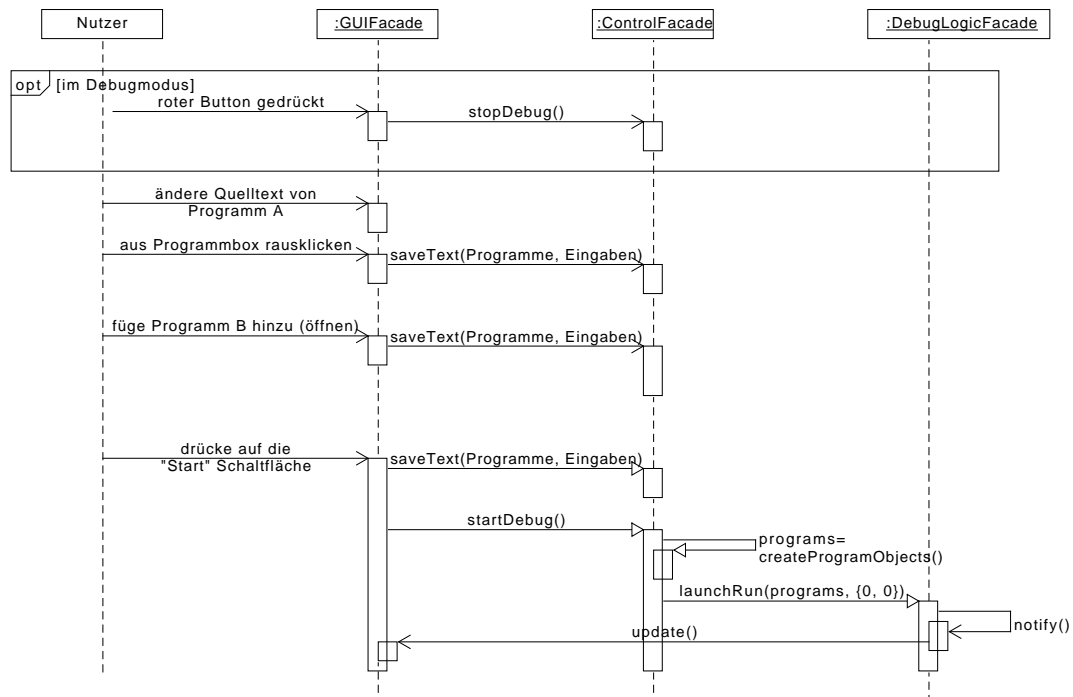 Nutzer
:GUIFacade
:ControlFacade
:DebugLogicFacade
opt [im Debugmodus]
roter Button gedrückt
stopDebug()
ändere Quelltext von
Programm A
aus Programmbox rausklicken
saveText(Programme, Eingaben)
füge Programm B hinzu (öffnen)
saveText(Programme, Eingaben)
drücke auf die
"Start" Schaltfläche
saveText(Programme, Eingaben)
startDebug()
programs=
createProgramObjects()
launchRun(programs, {0, 0})
notify()
update()